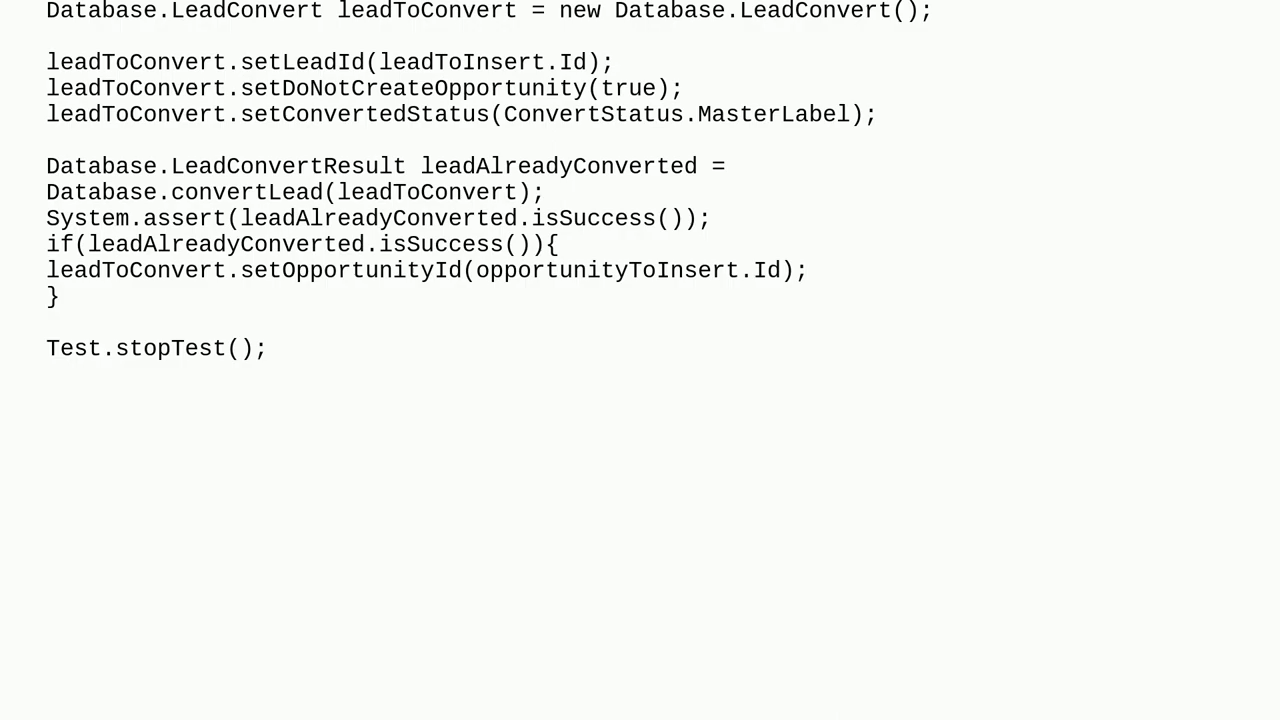 Database.LeadConvert leadToConvert = new Database.LeadConvert();
leadToConvert.setLeadId(leadToInsert.Id);
leadToConvert.setDoNotCreateOpportunity(true);
leadToConvert.setConvertedStatus(ConvertStatus.MasterLabel);
Database.LeadConvertResult leadAlreadyConverted =
Database.convertLead(leadToConvert);
System.assert(leadAlreadyConverted.isSuccess());
if(leadAlreadyConverted.isSuccess()){
leadToConvert.setOpportunityId(opportunityToInsert.Id);
}
Test.stopTest();